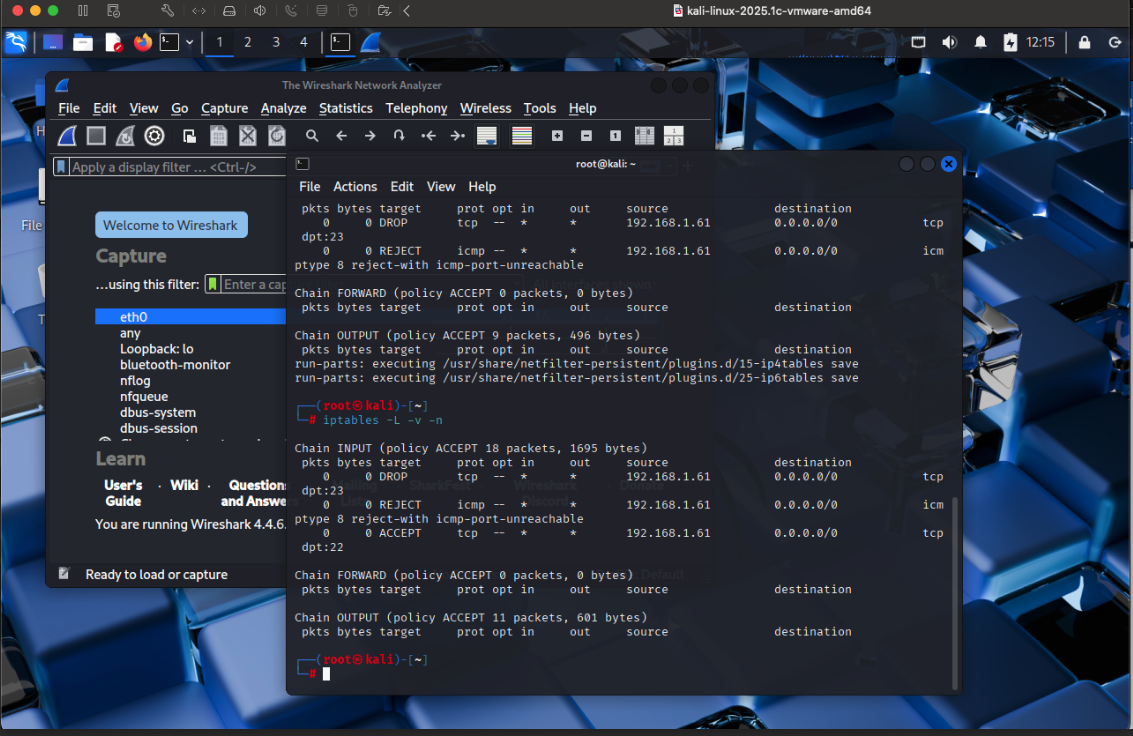 kali-linux-2025.1c-vmware-amd64
1 2 3 4
12:15
The Wireshark Network Analyzer
File Edit View Go Capture Analyze Statistics Telephony Wireless Tools Help
Apply a display filter ... <Ctrl-/>
File
Welcome to Wireshark
Capture
...using this filter: Enter a cap
eth0
any
Loopback: lo
bluetooth-monitor
nflog
nfqueue
dbus-system
dbus-session
Learn
User's Guide · Wiki · Questions and Answe
You are running Wireshark 4.4.6.
Ready to load or capture
root@kali: ~
File Actions Edit View Help
pkts bytes target prot opt in out source destination
0 0 DROP tcp -- * * 192.168.1.61 0.0.0.0/0 tcp
dpt:23
0 0 REJECT icmp -- * * 192.168.1.61 0.0.0.0/0 icm
ptype 8 reject-with icmp-port-unreachable
Chain FORWARD (policy ACCEPT 0 packets, 0 bytes)
pkts bytes target prot opt in out source destination
Chain OUTPUT (policy ACCEPT 9 packets, 496 bytes)
pkts bytes target prot opt in out source destination
run-parts: executing /usr/share/netfilter-persistent/plugins.d/15-ip4tables save
run-parts: executing /usr/share/netfilter-persistent/plugins.d/25-ip6tables save
(root㉿kali)-[~]
# iptables -L -v -n
Chain INPUT (policy ACCEPT 18 packets, 1695 bytes)
pkts bytes target prot opt in out source destination
0 0 DROP tcp -- * * 192.168.1.61 0.0.0.0/0 tcp
dpt:23
0 0 REJECT icmp -- * * 192.168.1.61 0.0.0.0/0 icm
ptype 8 reject-with icmp-port-unreachable
0 0 ACCEPT tcp -- * * 192.168.1.61 0.0.0.0/0 tcp
dpt:22
Chain FORWARD (policy ACCEPT 0 packets, 0 bytes)
pkts bytes target prot opt in out source destination
Chain OUTPUT (policy ACCEPT 11 packets, 601 bytes)
pkts bytes target prot opt in out source destination
(root㉿kali)-[~]
#